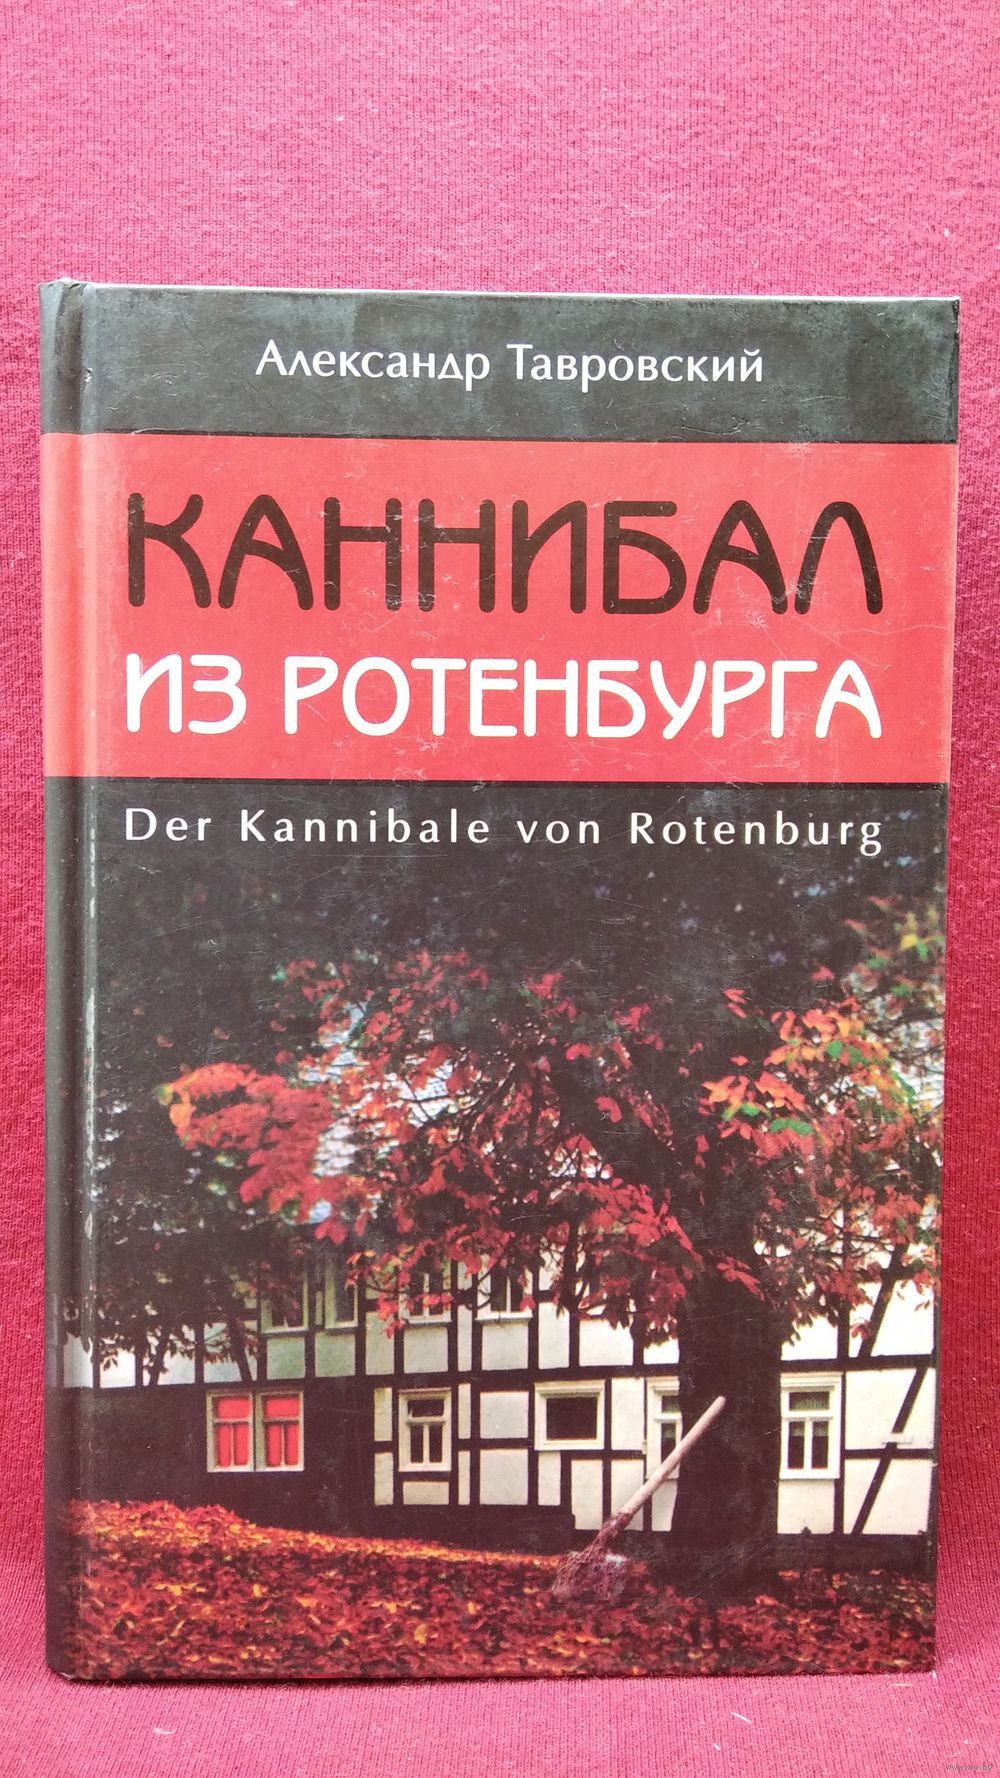 Александр Тавровский
КАННИБАЛ
ИЗ РОТЕНБУРГА
Der Kannibale von Rotenburg